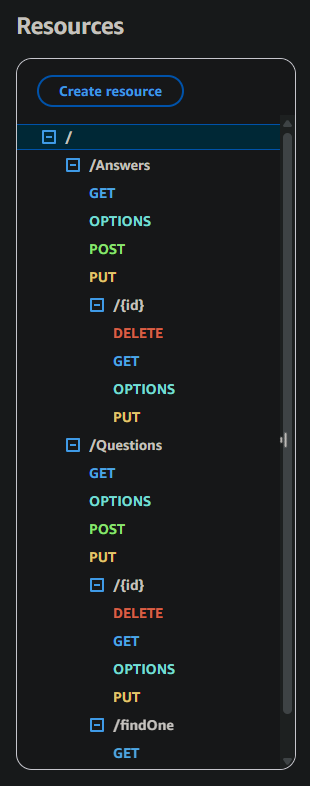 Resources
Create resource
/
/Answers
GET
OPTIONS
POST
PUT
/{id}
DELETE
GET
OPTIONS
PUT
/Questions
GET
OPTIONS
POST
PUT
/{id}
DELETE
GET
OPTIONS
PUT
/findOne
GET